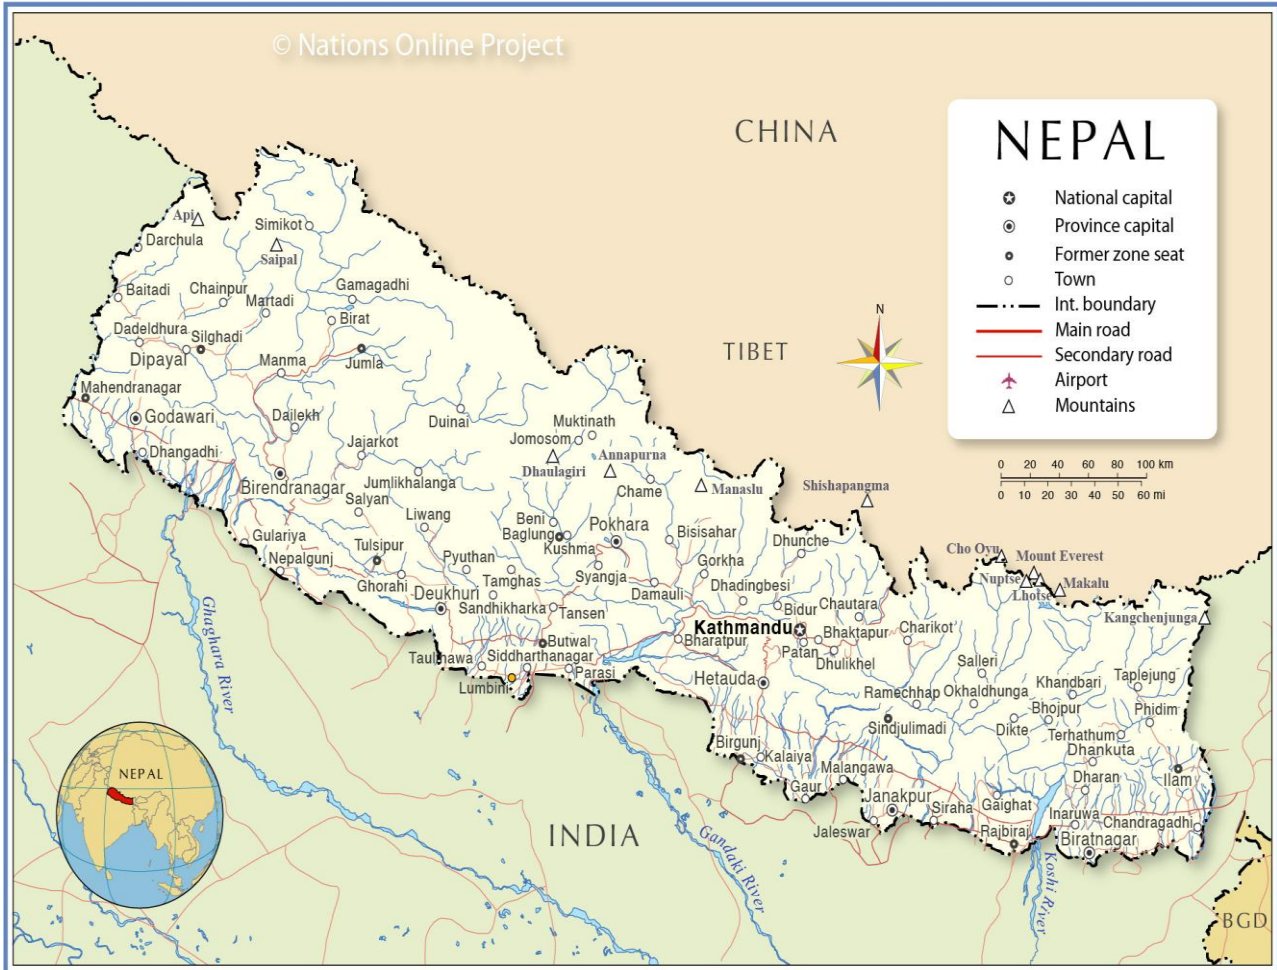 © Nations Online Project
CHINA
NEPAL
National capital
Province capital
Former zone seat
Town
Int. boundary
Main road
Secondary road
Airport
Mountains
N
TIBET
0 20 40 60 80 100 km
0 10 20 30 40 50 60 mi
Api
Darchula
Simikot
Saipal
Baitadi
Chainpur
Martadi
Gamagadhi
Birat
Dadeldhura
Silghadi
Dipayal
Manma
Jumla
Mahendranagar
Godawari
Dailekh
Duinai
Muktinath
Jomosom
Dhangadhi
Jajarkot
Dhaulagiri
Annapurna
Birendranagar
Jumlikhalanga
Chame
Manaslu
Shishapangma
Salyan
Liwang
Beni
Baglung
Kushma
Pokhara
Bisisahar
Dhunche
Gulariya
Nepalgunj
Tulsipur
Pyuthan
Ghorahi
Tamghas
Syangja
Gorkha
Damauli
Dhadingbesi
Cho Oyu
Mount Everest
Nuptse
Lhotse
Makalu
Kangchenjunga
Deukhuri
Sandhikharka
Tansen
Bidur
Chautara
Kathmandu
Bhaktapur
Charikot
Patan
Dhulikhel
Butwal
Bharatpur
Taulihawa
Siddharthanagar
Lumbini
Parasi
Hetauda
Salleri
Ramechhap
Okhaldhunga
Khandbari
Taplejung
Sindjulimadi
Dikte
Bhojpur
Phidim
Terhathum
Dhankuta
Birgunj
Kalaiya
Malangawa
Dharan
Ilam
Gaur
Janakpur
Siraha
Gaighat
Inaruwa
Chandragadhi
Jaleswar
Rajbiraj
Biratnagar
Ghaghara River
Gandaki River
Koshi River
INDIA
NEPAL
BGD